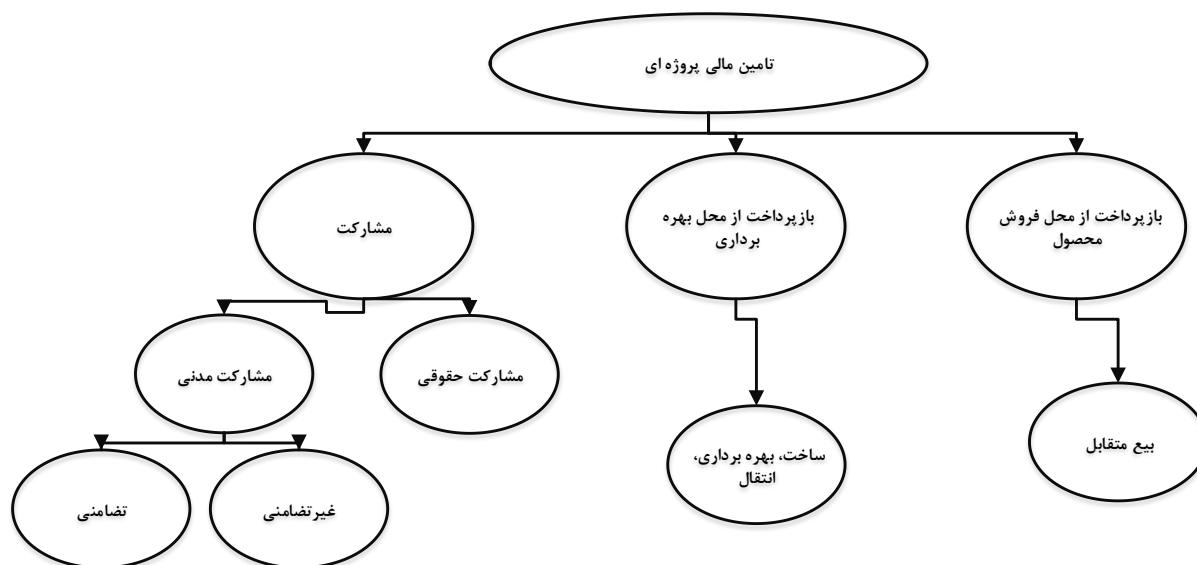 تامین مالی پروژه ای
بازپرداخت از محل فروش
محصول
بازپرداخت از محل بهره
برداری
مشارکت
مشارکت حقوقی
مشارکت مدنی
بیع متقابل
ساخت، بهره برداری،
انتقال
غیرتضامنی
تضامنی